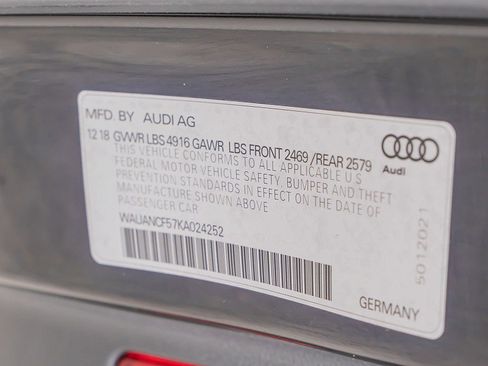 MFD. BY AUDI AG
12 18 GVWR LBS 4916 GAWR LBS FRONT 2469 /REAR 2579
THIS VEHICLE CONFORMS TO ALL APPLICABLE U.S
FEDERAL MOTOR VEHICLE SAFETY, BUMPER AND THEFT
PREVENTION STANDARDS IN EFFECT ON THE DATE OF
MANUFACTURE SHOWN ABOVE
PASSENGER CAR
WAUANCF57KA024252
Audi
5012021
GERMANY